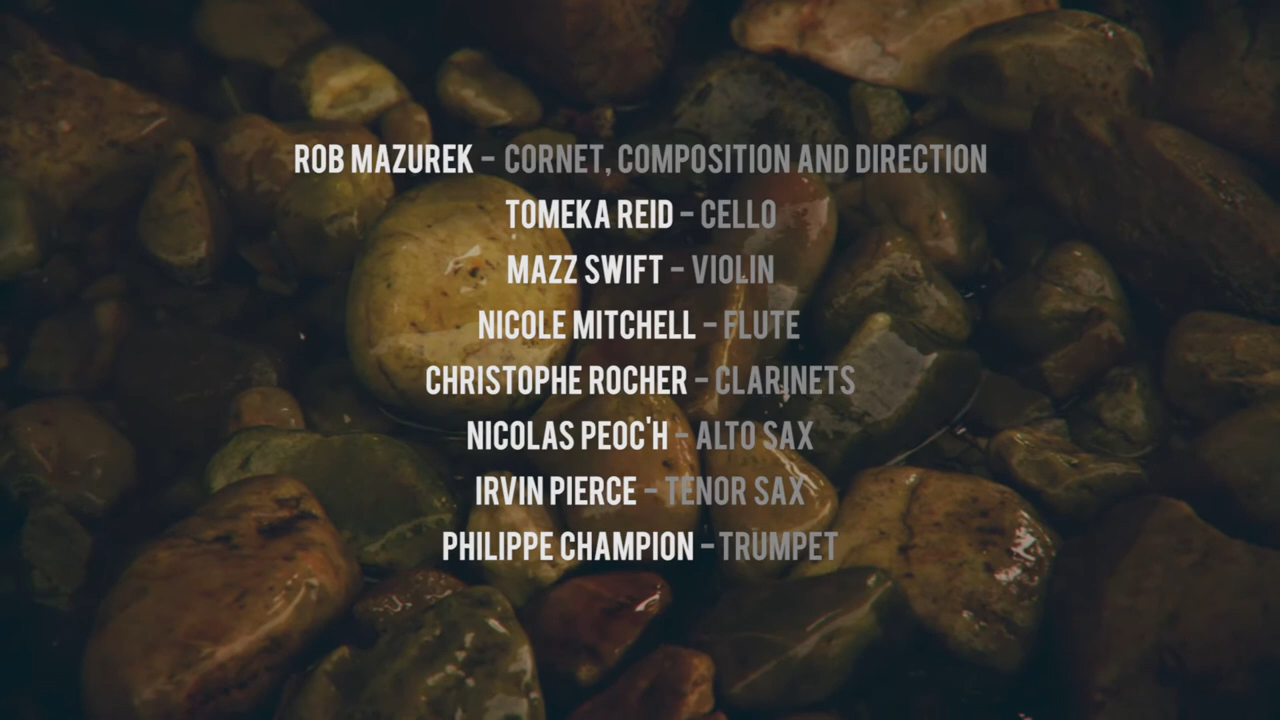 ROB MAZUREK - CORNET, COMPOSITION AND DIRECTION
TOMEKA REID - CELLO
MAZZ SWIFT - VIOLIN
NICOLE MITCHELL - FLUTE
CHRISTOPHE ROCHER - CLARINETS
NICOLAS PEOC'H - ALTO SAX
IRVIN PIERCE - TENOR SAX
PHILIPPE CHAMPION - TRUMPET